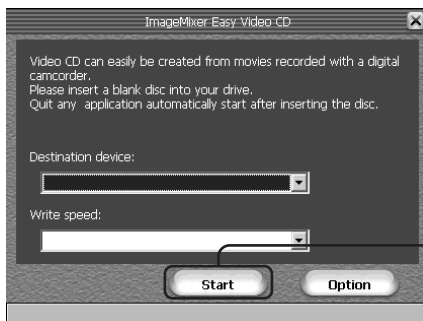 ImageMixer Easy Video CD
Video CD can easily be created from movies recorded with a digital
camcorder.
Please insert a blank disc into your drive.
Quit any  application automatically start after inserting the disc.
Destination device:
Write speed:
Start
Option